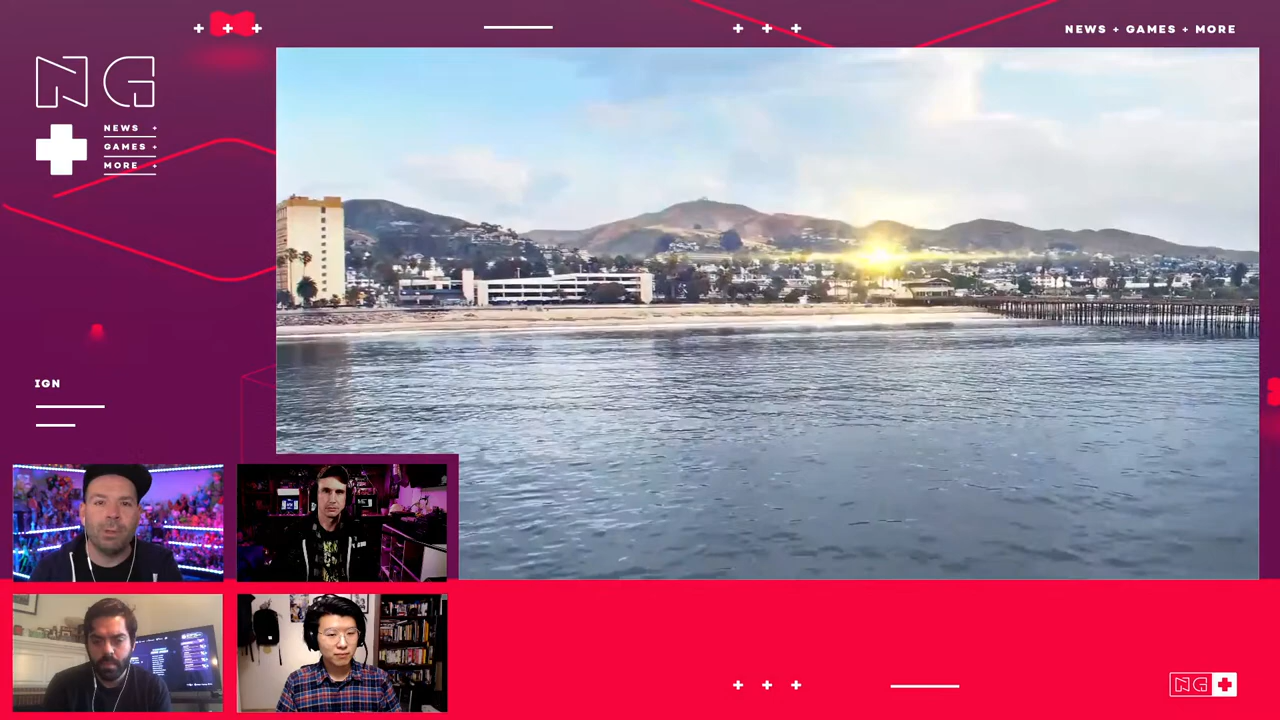 NEWS + GAMES + MORE
NG
NEWS +
GAMES +
MORE +
IGN
NG+